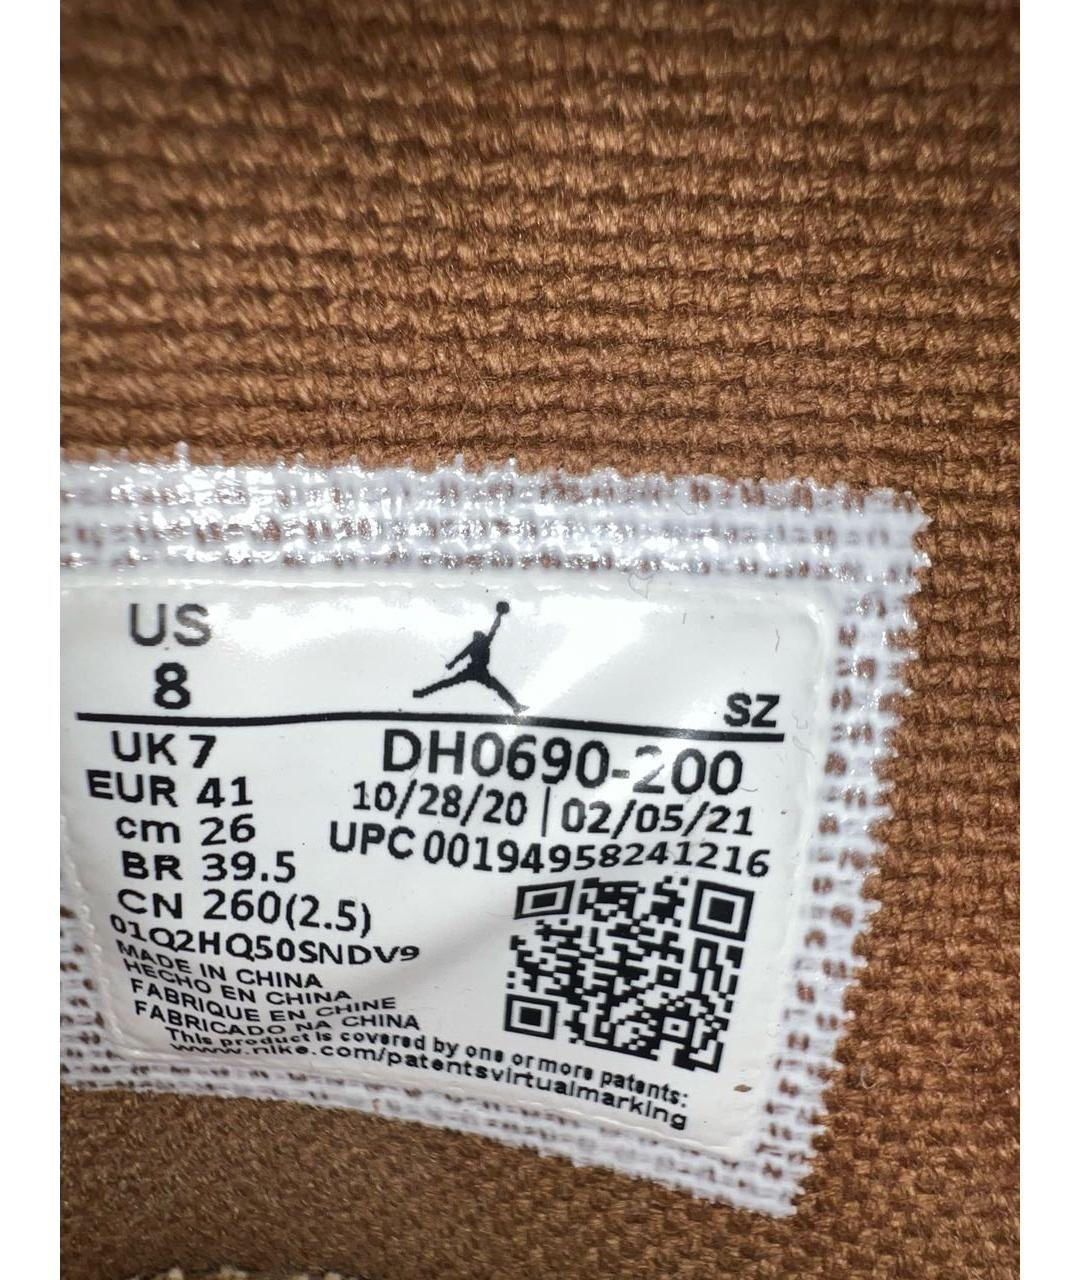 US
8
SZ
UK 7
DH0690-200
EUR 41
10/28/20 | 02/05/21
cm 26
UPC 00194958241216
BR 39.5
CN 260(2.5)
01Q2HQ50SNDV9
MADE IN CHINA
HECHO EN CHINA
FABRIQUE EN CHINE
FABRICADO NA CHINA
This product is covered by one or more patents:
www.nike.com/patentsvirtualmarking